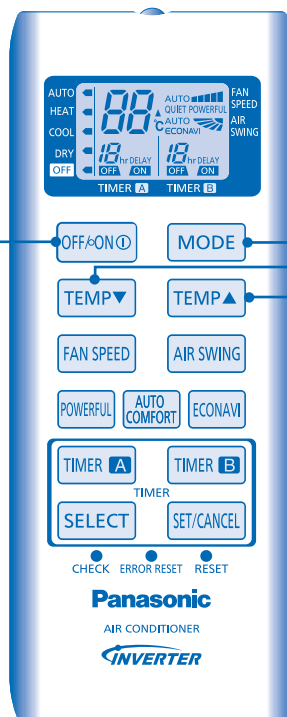 AUTO
HEAT
COOL
DRY
OFF
88 °C
AUTO
QUIET POWERFUL
AUTO
ECONAVI
FAN SPEED
AIR SWING
18 hr DELAY
OFF ON
18 hr DELAY
OFF ON
TIMER A TIMER B
OFF/ON
MODE
TEMP▼ TEMP▲
FAN SPEED AIR SWING
POWERFUL AUTO COMFORT ECONAVI
TIMER A TIMER B
TIMER
SELECT SET/CANCEL
CHECK ERROR RESET RESET
Panasonic
AIR CONDITIONER
INVERTER